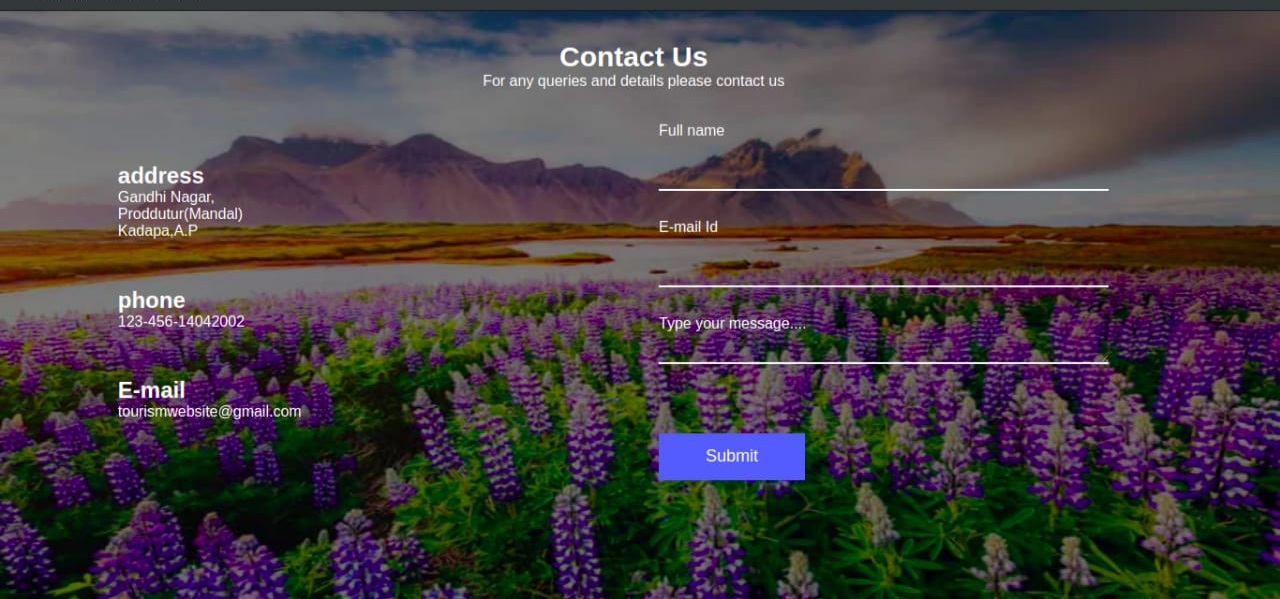 Contact Us
For any queries and details please contact us
address
Gandhi Nagar,
Proddutur(Mandal)
Kadapa,A.P
phone
123-456-14042002
E-mail
tourismwebsite@gmail.com
Full name
E-mail Id
Type your message....
Submit